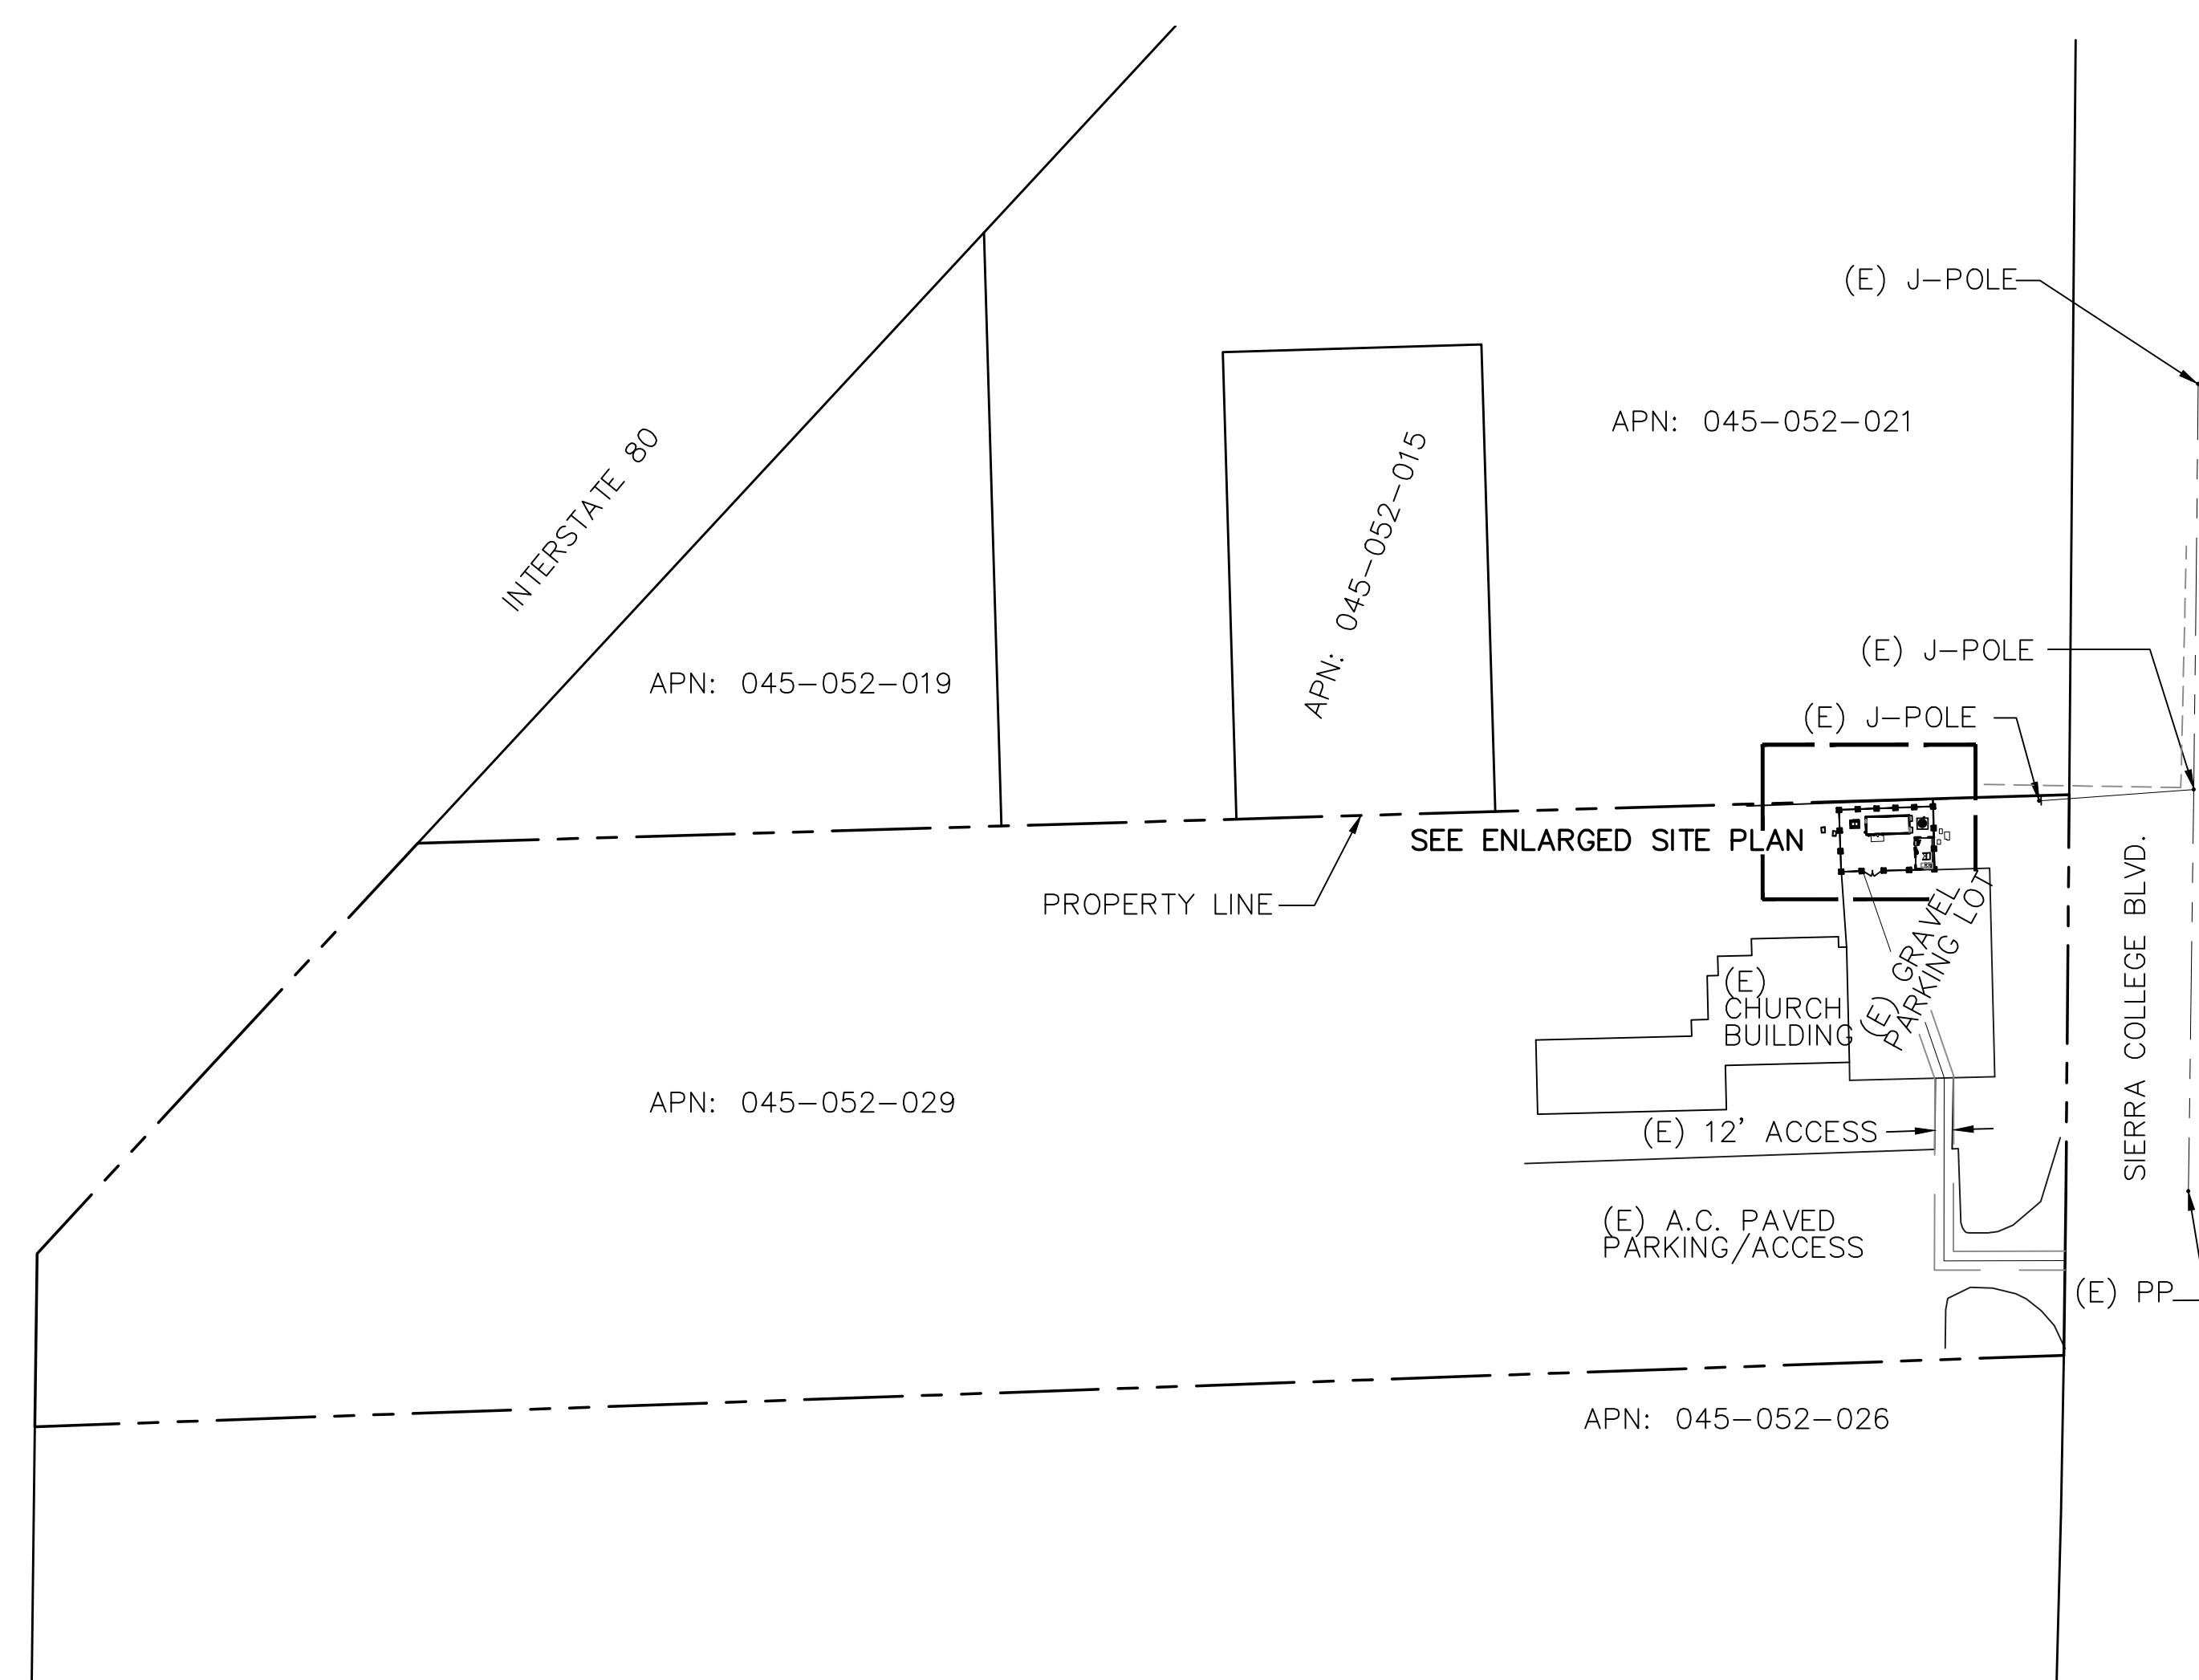 (E) J-POLE
APN: 045-052-021
INTERSTATE 80
APN: 045-052-015
(E) J-POLE
APN: 045-052-019
(E) J-POLE
SEE ENLARGED SITE PLAN
PROPERTY LINE
(E) GRAVEL
PARKING LOT
SIERRA COLLEGE BLVD.
(E)
CHURCH
BUILDING
APN: 045-052-029
(E) 12' ACCESS
(E) A.C. PAVED
PARKING/ACCESS
(E) PP
APN: 045-052-026